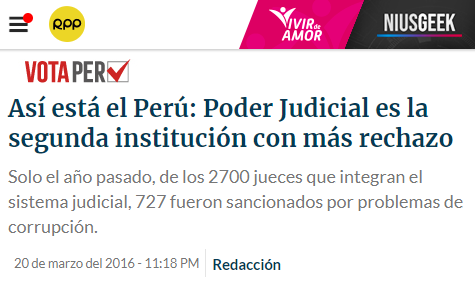 RPP
VIVIR de
AMOR
NIUSGEEK
VOTA PERÚ
Así está el Perú: Poder Judicial es la
segunda institución con más rechazo
Solo el año pasado, de los 2700 jueces que integran el
sistema judicial, 727 fueron sancionados por problemas de
corrupción.
20 de marzo del 2016 - 11:18 PM Redacción